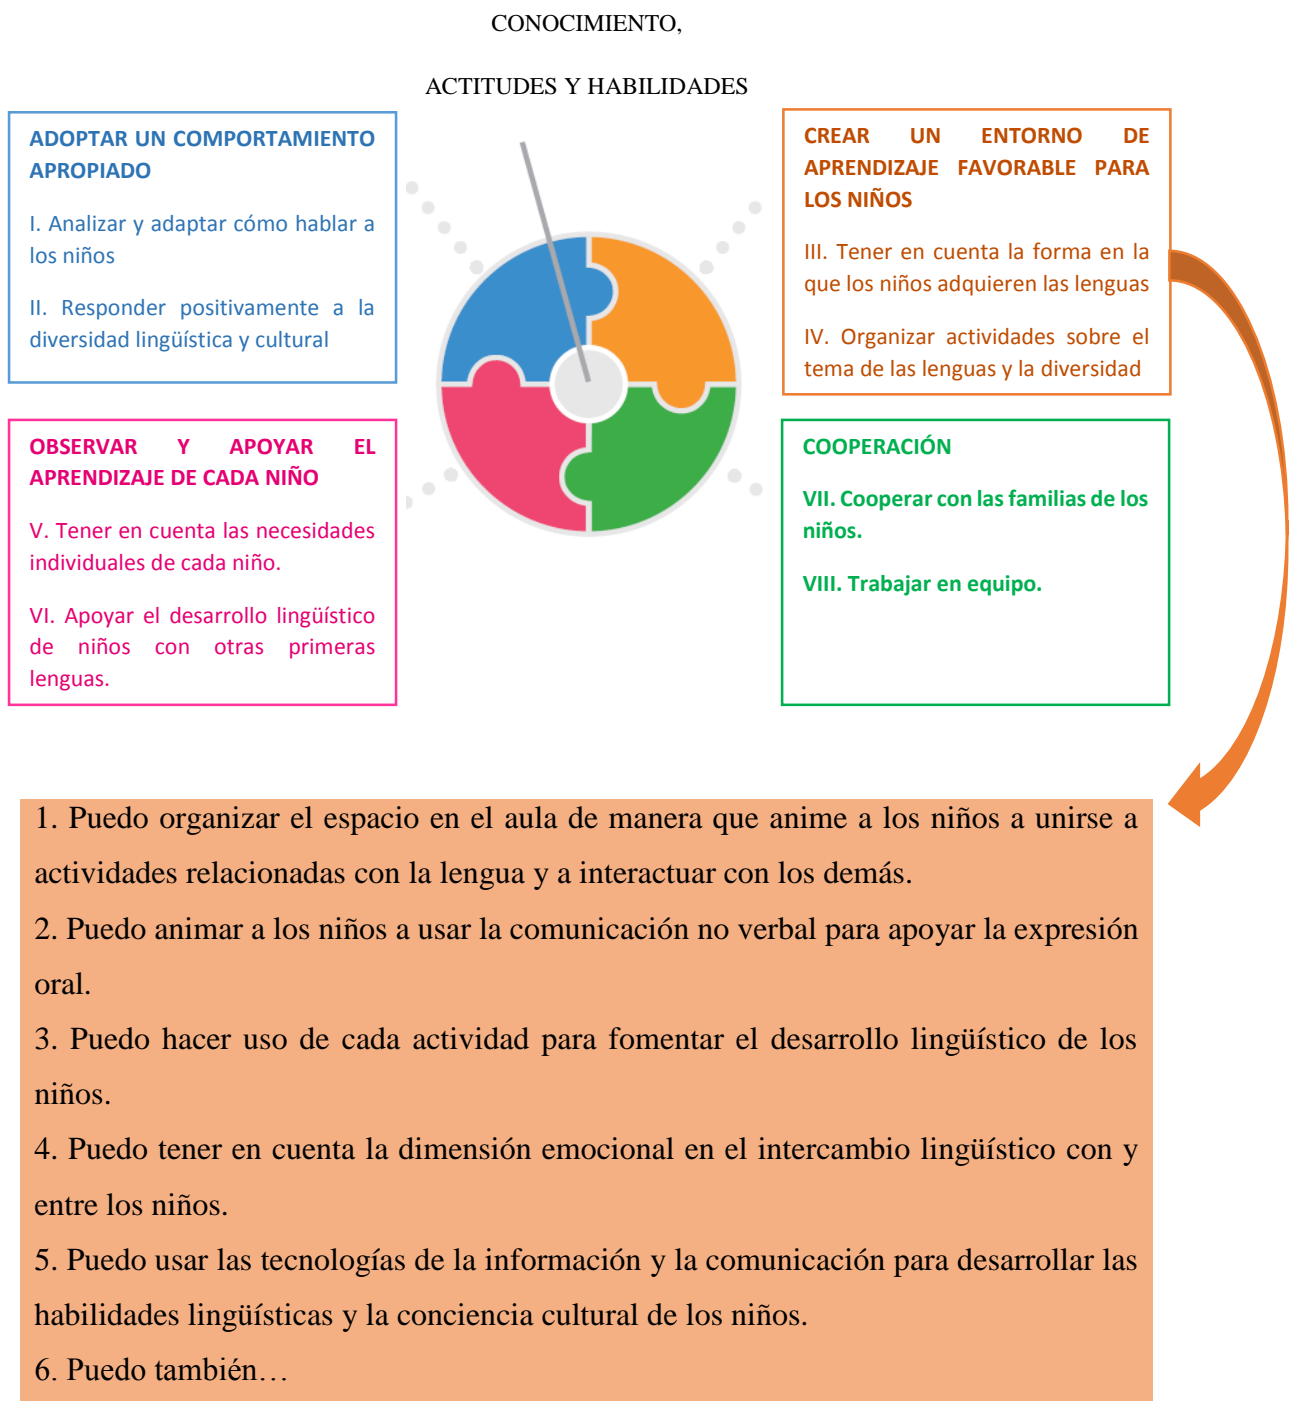 CONOCIMIENTO,
ACTITUDES Y HABILIDADES
ADOPTAR UN COMPORTAMIENTO
APROPIADO
I. Analizar y adaptar cómo hablar a
los niños
II. Responder positivamente a la
diversidad lingüística y cultural
CREAR UN ENTORNO DE
APRENDIZAJE FAVORABLE PARA
LOS NIÑOS
III. Tener en cuenta la forma en la
que los niños adquieren las lenguas
IV. Organizar actividades sobre el
tema de las lenguas y la diversidad
OBSERVAR Y APOYAR EL
APRENDIZAJE DE CADA NIÑO
V. Tener en cuenta las necesidades
individuales de cada niño.
VI. Apoyar el desarrollo lingüístico
de niños con otras primeras
lenguas.
COOPERACIÓN
VII. Cooperar con las familias de los
niños.
VIII. Trabajar en equipo.
1. Puedo organizar el espacio en el aula de manera que anime a los niños a unirse a
actividades relacionadas con la lengua y a interactuar con los demás.
2. Puedo animar a los niños a usar la comunicación no verbal para apoyar la expresión
oral.
3. Puedo hacer uso de cada actividad para fomentar el desarrollo lingüístico de los
niños.
4. Puedo tener en cuenta la dimensión emocional en el intercambio lingüístico con y
entre los niños.
5. Puedo usar las tecnologías de la información y la comunicación para desarrollar las
habilidades lingüísticas y la conciencia cultural de los niños.
6. Puedo también…